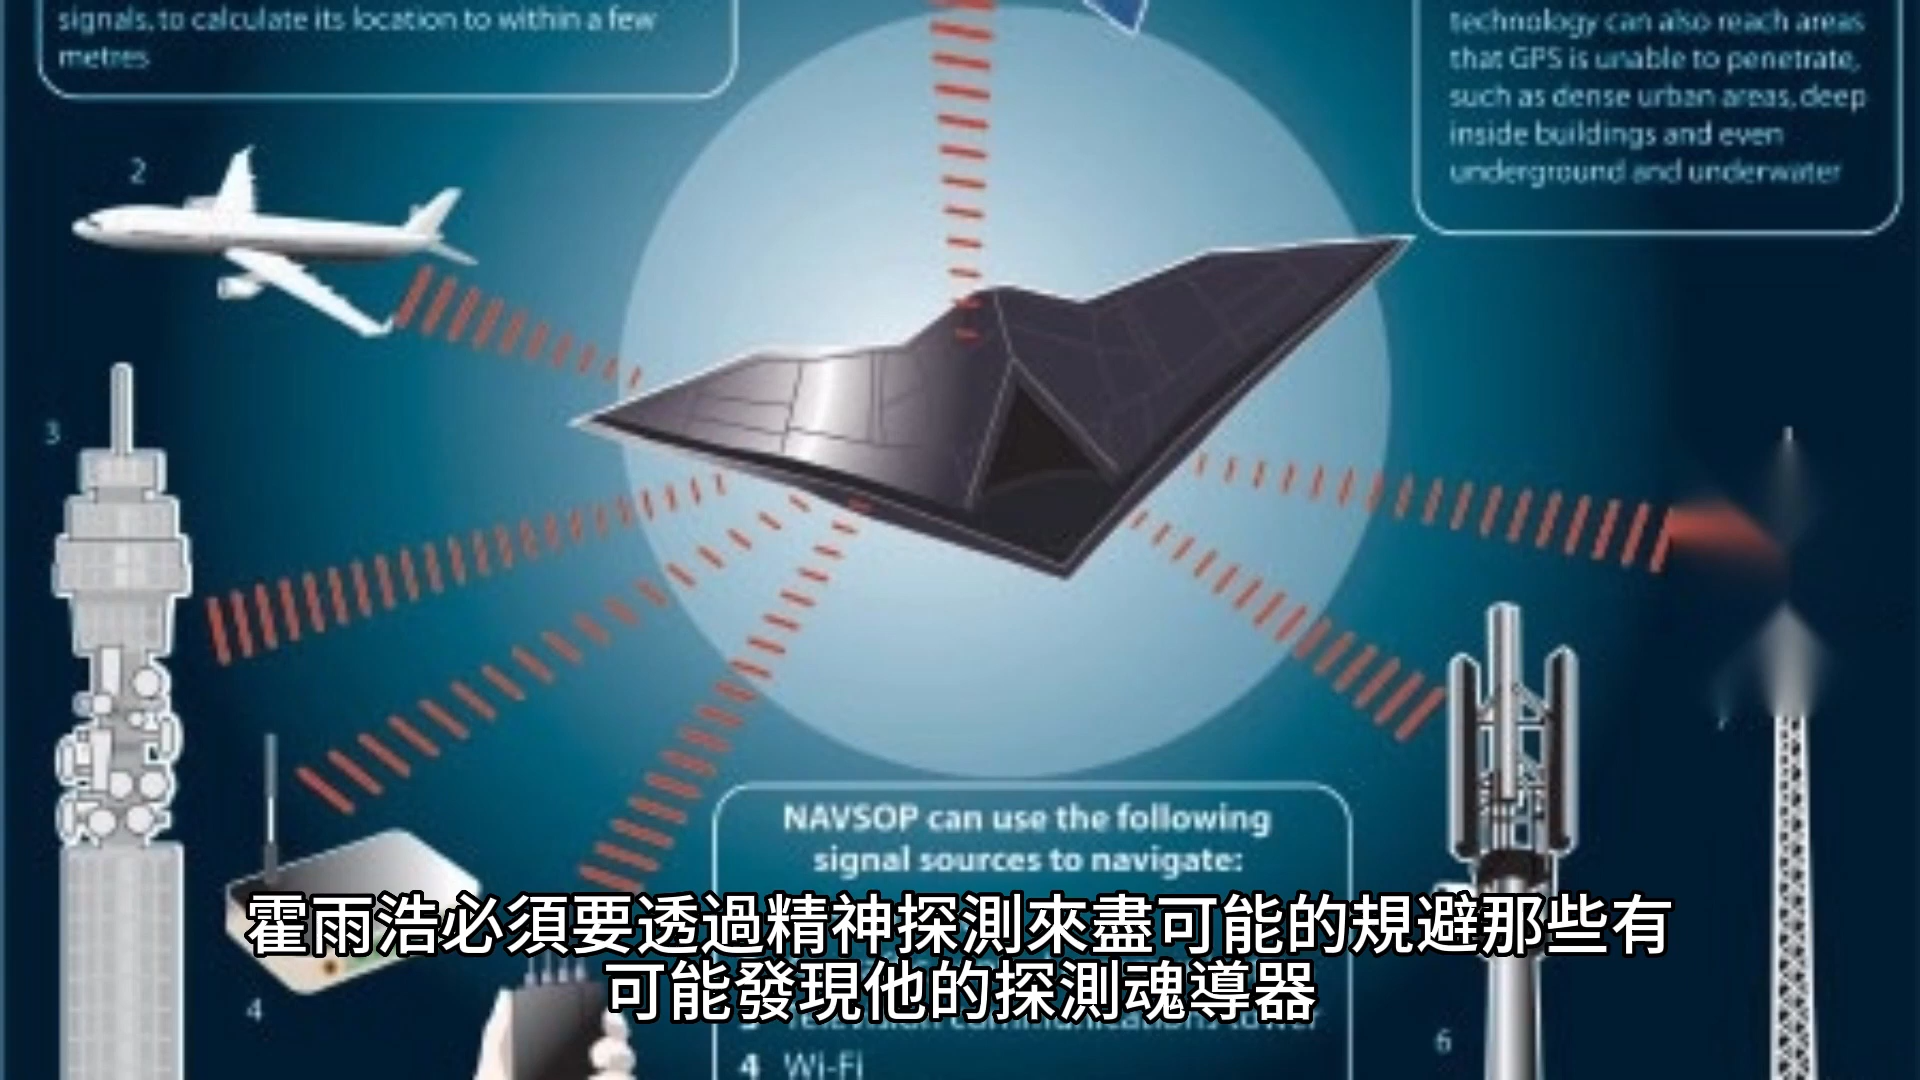 signals, to calculate its location to within a few
metres
technology can also reach areas
that GPS is unable to penetrate,
such as dense urban areas, deep
inside buildings and even
underground and underwater
2
3
NAVSOP can use the following
signal sources to navigate:
霍雨浩必須要透過精神探測來盡可能的規避那些有
可能發現他的探測魂導器
4
6
4 Wi-Fi